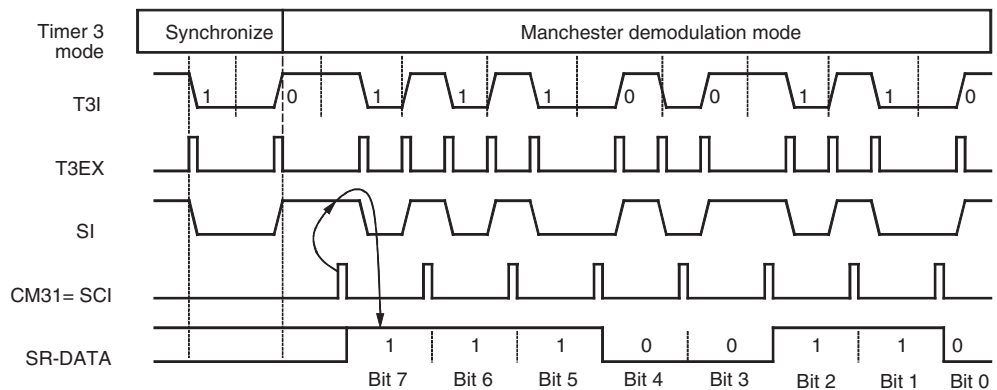 Timer 3 mode
Synchronize
Manchester demodulation mode
T3I
1 0 1 1 1 0 0 1 1 0
T3EX
SI
CM31= SCI
SR-DATA
1 1 1 0 0 1 1 0
Bit 7 Bit 6 Bit 5 Bit 4 Bit 3 Bit 2 Bit 1 Bit 0